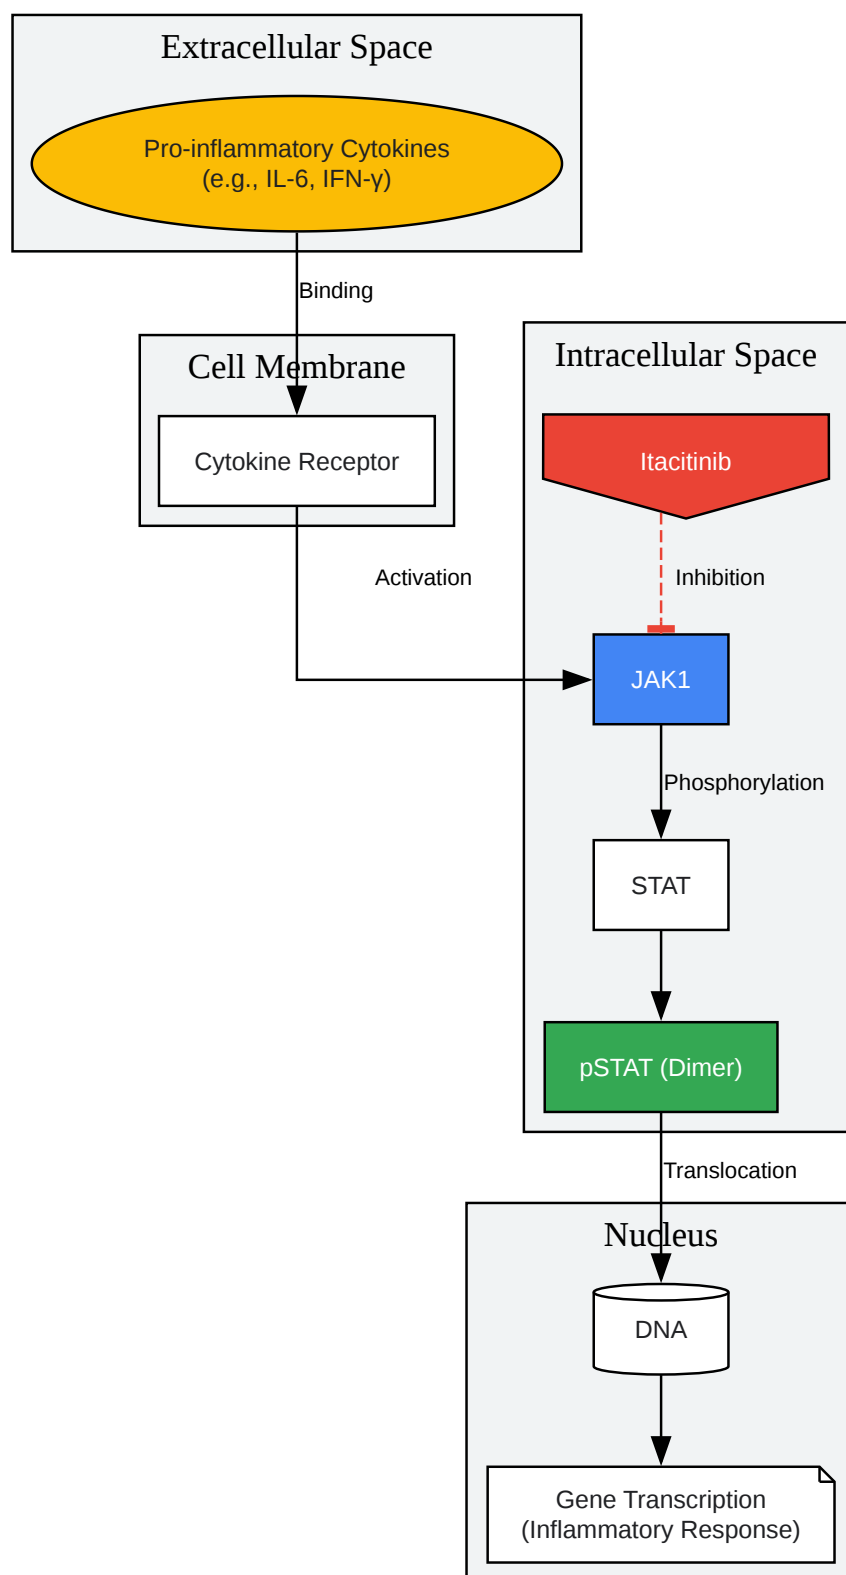 Extracellular Space
Pro-inflammatory Cytokines
(e.g., IL-6, IFN-γ)
Binding
Cell Membrane
Cytokine Receptor
Intracellular Space
Itacitinib
Activation
Inhibition
JAK1
Phosphorylation
STAT
pSTAT (Dimer)
Translocation
Nucleus
DNA
Gene Transcription
(Inflammatory Response)